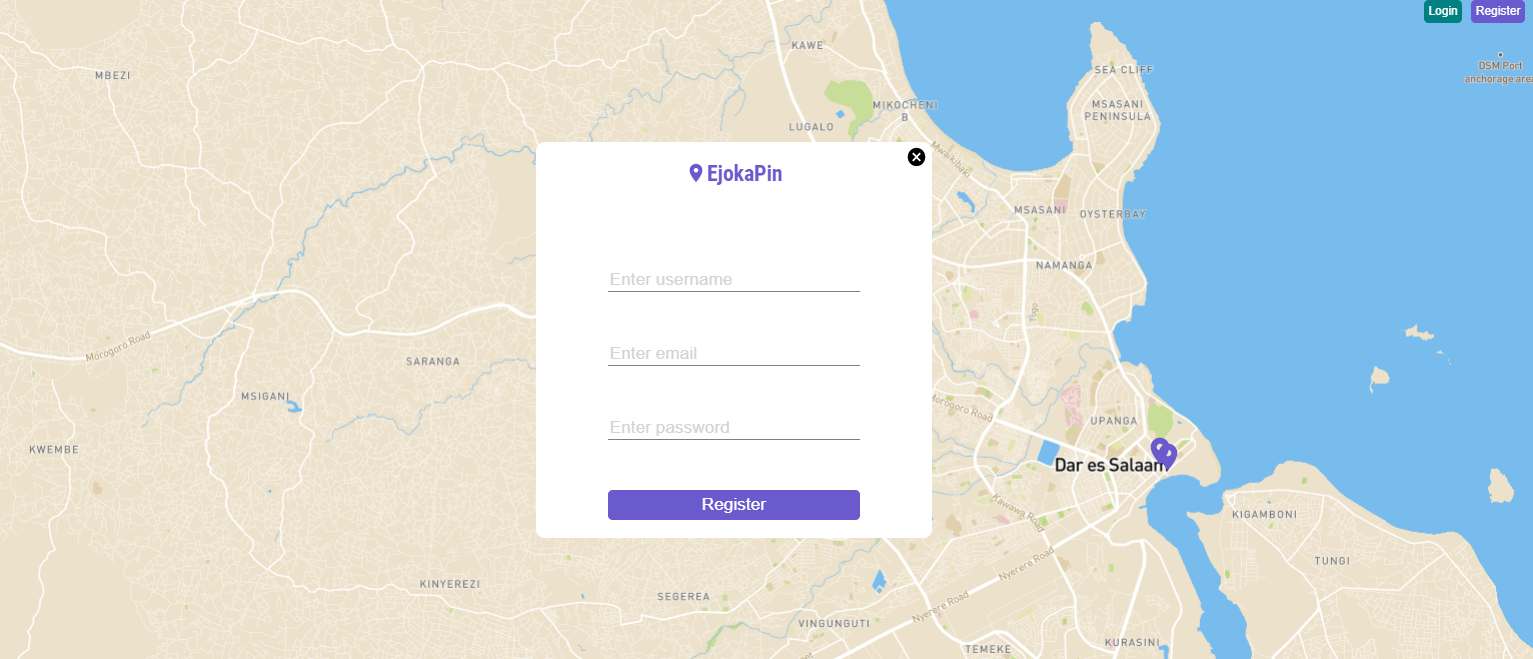 Login
Register
KAWE
SEA CLIFF
DSM Port
anchorage area
MBEZI
MIKOCHENI
B
MSASANI
PENINSULA
LUGALO
Mwaikibaki
EjokaPin
MSASANI
OYSTERBAY
NAMANGA
Enter username
Togo
Morogoro Road
Enter email
SARANGA
MSIGANI
Morogoro Road
UPANGA
Enter password
KWEMBE
Dar es Salaam
Register
Kawawa Road
KIGAMBONI
Nyerere Road
TUNGI
KINYEREZI
SEGEREA
Nyerere Road
VINGUNGUTI
KURASINI
TEMEKE